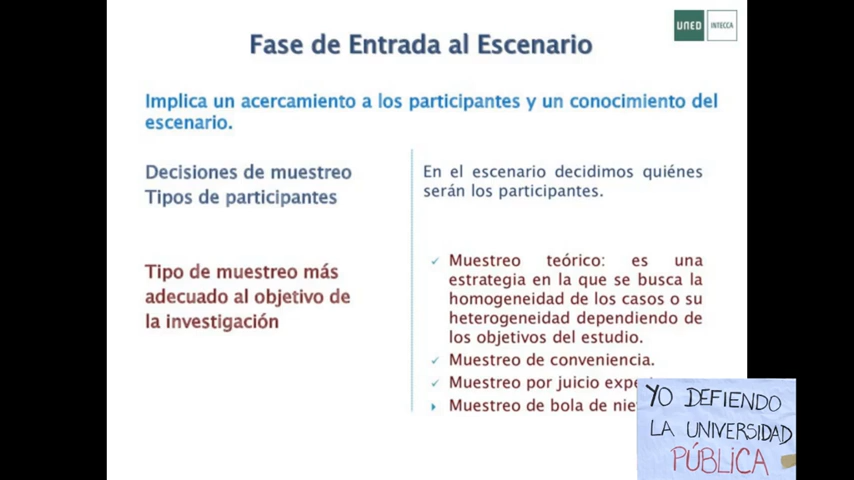 Fase de Entrada al Escenario
UNED
INTECCA
Implica un acercamiento a los participantes y un conocimiento del
escenario.
Decisiones de muestreo
Tipos de participantes
En el escenario decidimos quiénes
serán los participantes.
Tipo de muestreo más
adecuado al objetivo de
la investigación
Muestreo teórico: es una
estrategia en la que se busca la
homogeneidad de los casos o su
heterogeneidad dependiendo de
los objetivos del estudio.
Muestreo de conveniencia.
Muestreo por juicio
Muestreo de bola de
YO DEFIENDO
LA UNIVERSIDAD
PÚBLICA